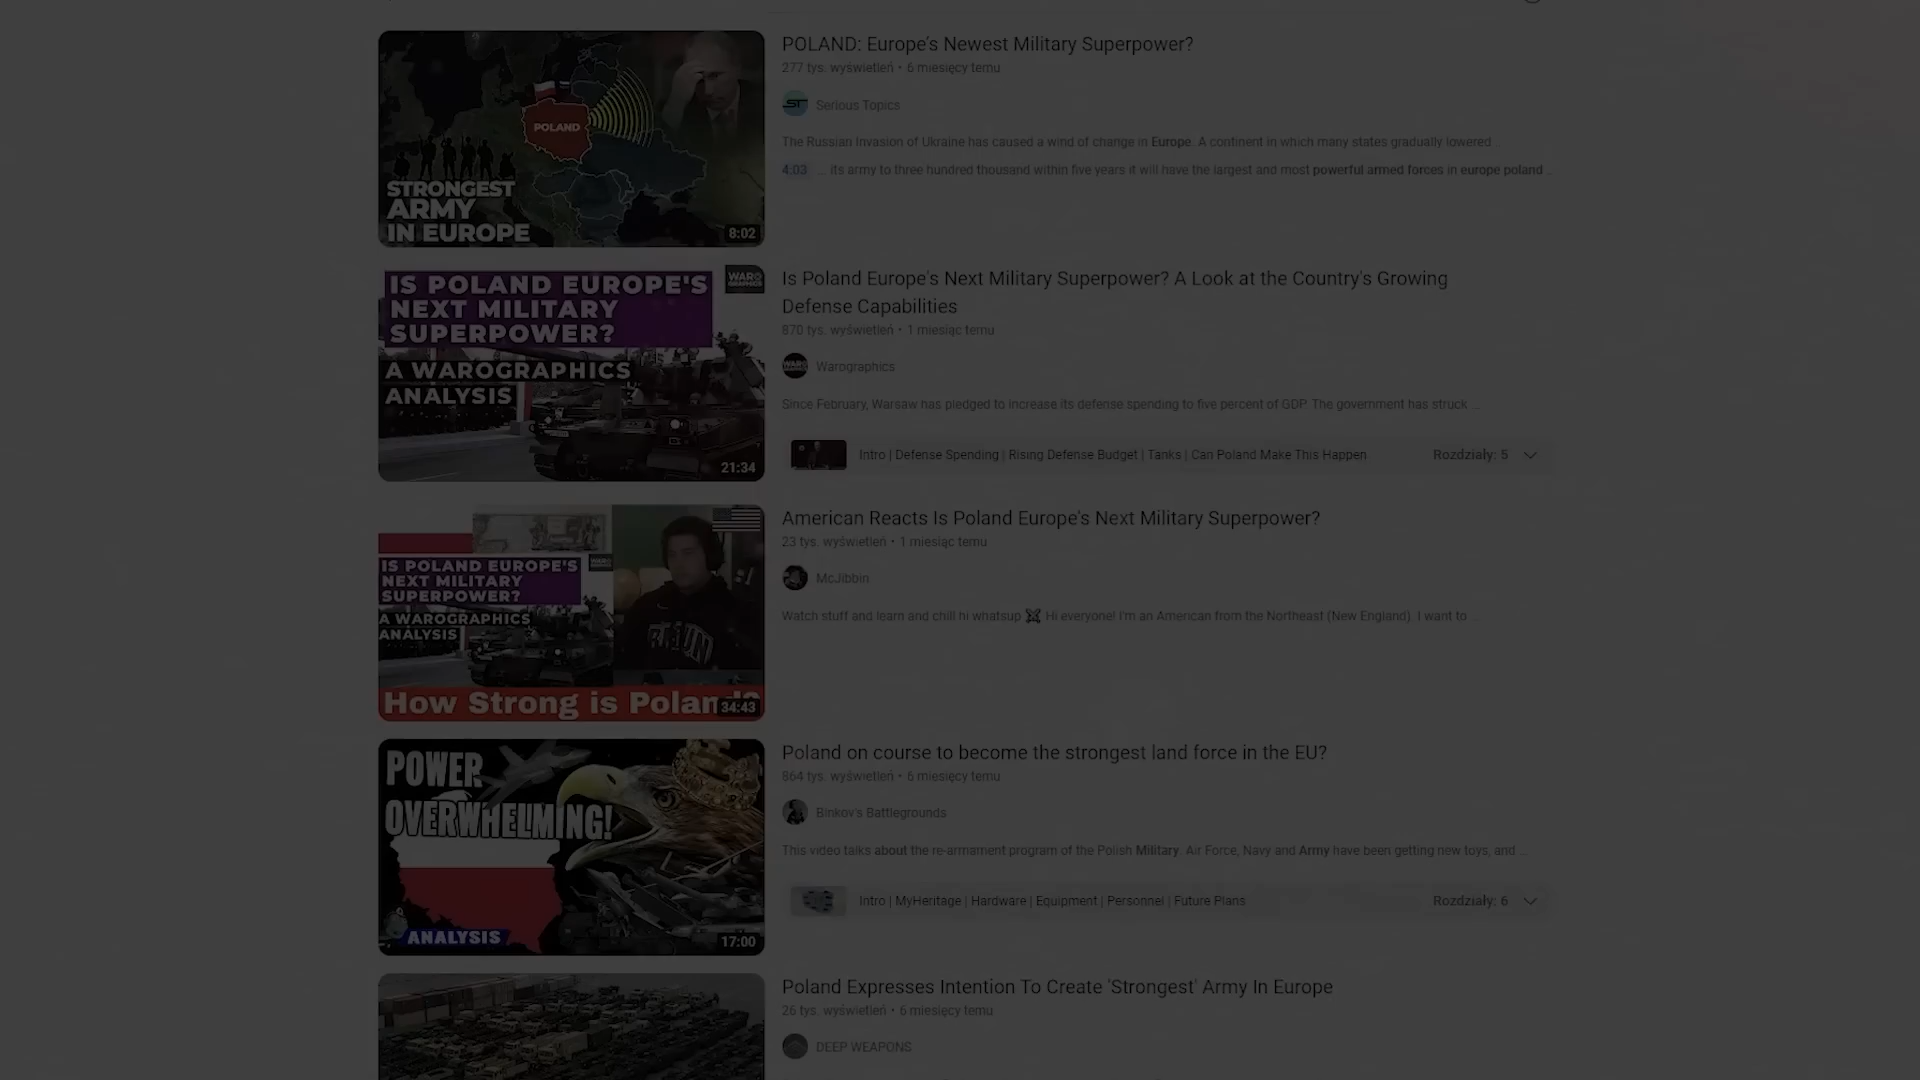 POLAND
STRONGEST
ARMY
IN EUROPE
8:02
POLAND: Europe's Newest Military Superpower?
277 tys. wyświetleń • 6 miesięcy temu
ST
Serious Topics
The Russian Invasion of Ukraine has caused a wind of change in Europe. A continent in which many states gradually lowered...
4:03 ... its army to three hundred thousand within five years it will have the largest and most powerful armed forces in europe poland ...
IS POLAND EUROPE'S
NEXT MILITARY
SUPERPOWER?
A WAROGRAPHICS
ANALYSIS
WARO
GRAPHICS
21:34
Is Poland Europe's Next Military Superpower? A Look at the Country's Growing
Defense Capabilities
870 tys. wyświetleń • 1 miesiąc temu
Warographics
Since February, Warsaw has pledged to increase its defense spending to five percent of GDP. The government has struck ...
Intro | Defense Spending | Rising Defense Budget | Tanks | Can Poland Make This Happen
Rozdziały: 5
IS POLAND EUROPE'S
NEXT MILITARY
SUPERPOWER?
A WAROGRAPHICS
ANALYSIS
How Strong is Poland?
34:43
American Reacts Is Poland Europe's Next Military Superpower?
23 tys. wyświetleń • 1 miesiąc temu
McJibbin
Watch stuff and learn and chill hi whatsup Hi everyone! I'm an American from the Northeast (New England). I want to ...
POWER
OVERWHELMING!
ANALYSIS
17:00
Poland on course to become the strongest land force in the EU?
864 tys. wyświetleń • 6 miesięcy temu
Binkov's Battlegrounds
This video talks about the re-armament program of the Polish Military. Air Force, Navy and Army have been getting new toys, and ...
Intro | MyHeritage | Hardware | Equipment | Personnel | Future Plans
Rozdziały: 6
Poland Expresses Intention To Create 'Strongest' Army In Europe
26 tys. wyświetleń • 6 miesięcy temu
DEEP WEAPONS